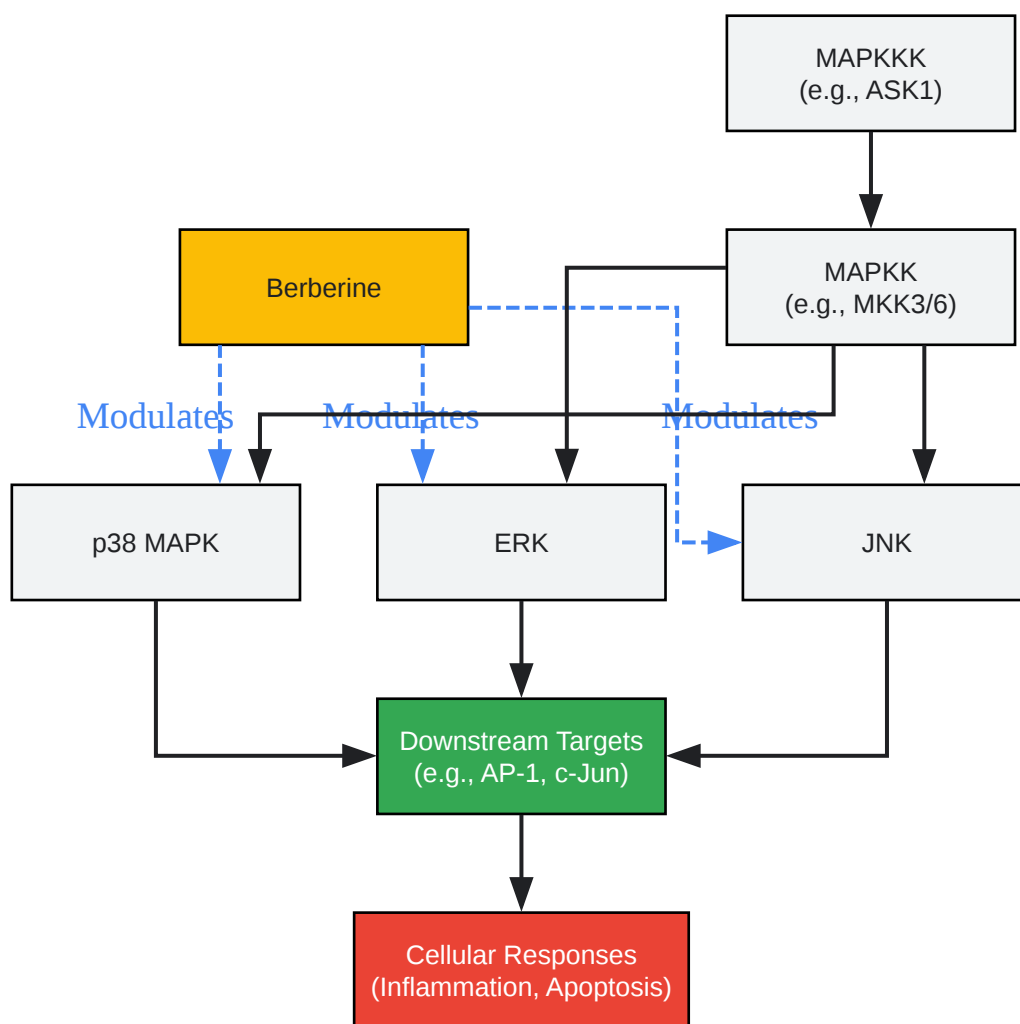 MAPKKK
(e.g., ASK1)
Berberine
MAPKK
(e.g., MKK3/6)
Modulates
Modulates
Modulates
p38 MAPK
ERK
JNK
Downstream Targets
(e.g., AP-1, c-Jun)
Cellular Responses
(Inflammation, Apoptosis)